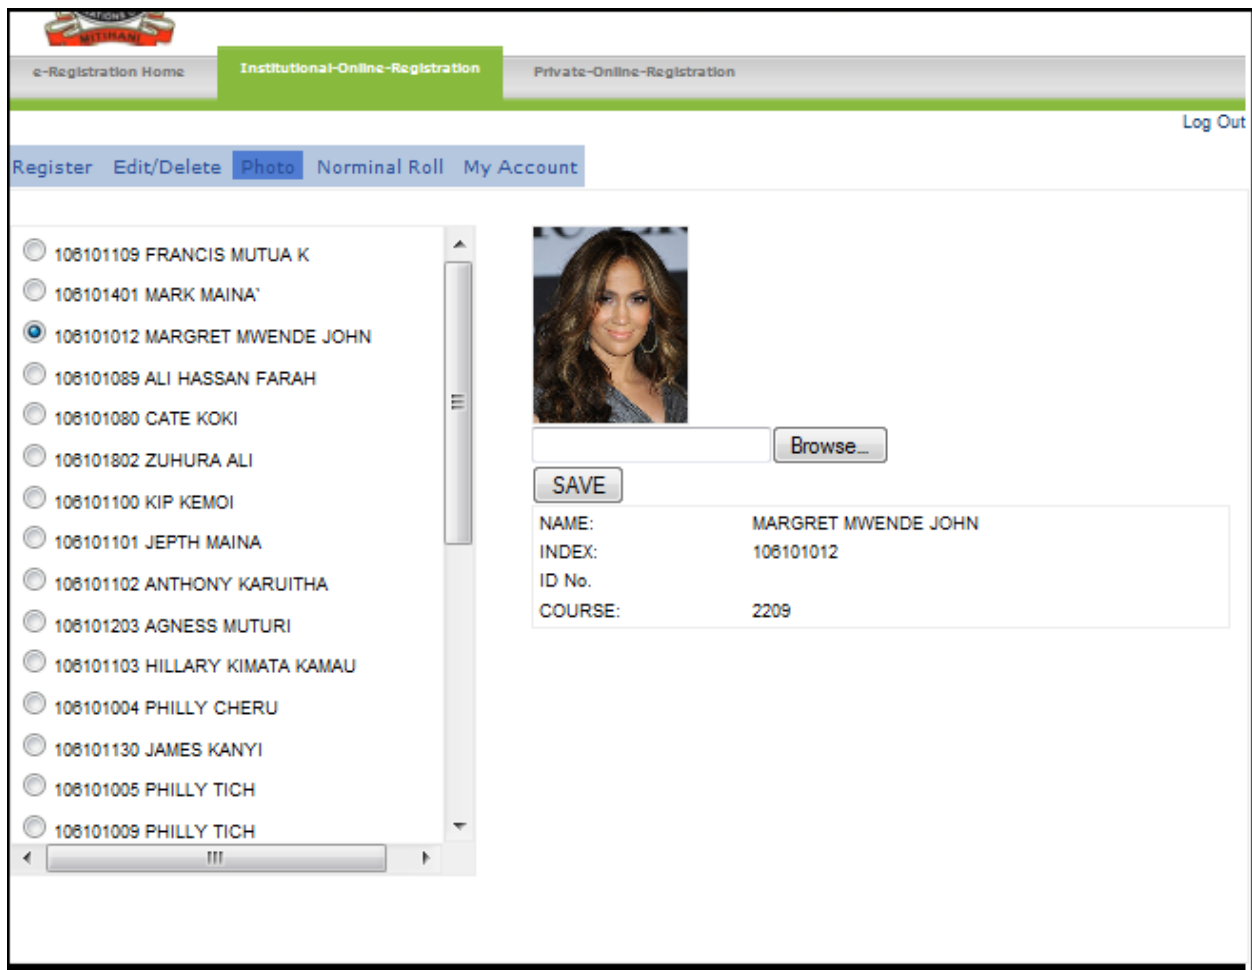 MITIHANI
e-Registration Home
Institutional-Online-Registration
Private-Online-Registration
Log Out
Register
Edit/Delete
Photo
Norminal Roll
My Account
106101109 FRANCIS MUTUA K
106101401 MARK MAINA`
106101012 MARGRET MWENDE JOHN
106101089 ALI HASSAN FARAH
106101080 CATE KOKI
106101802 ZUHURA ALI
106101100 KIP KEMOI
106101101 JEPTH MAINA
106101102 ANTHONY KARUITHA
106101203 AGNESS MUTURI
106101103 HILLARY KIMATA KAMAU
106101004 PHILLY CHERU
106101130 JAMES KANYI
106101005 PHILLY TICH
106101009 PHILLY TICH
Browse...
SAVE
NAME: MARGRET MWENDE JOHN
INDEX: 106101012
ID No.
COURSE: 2209